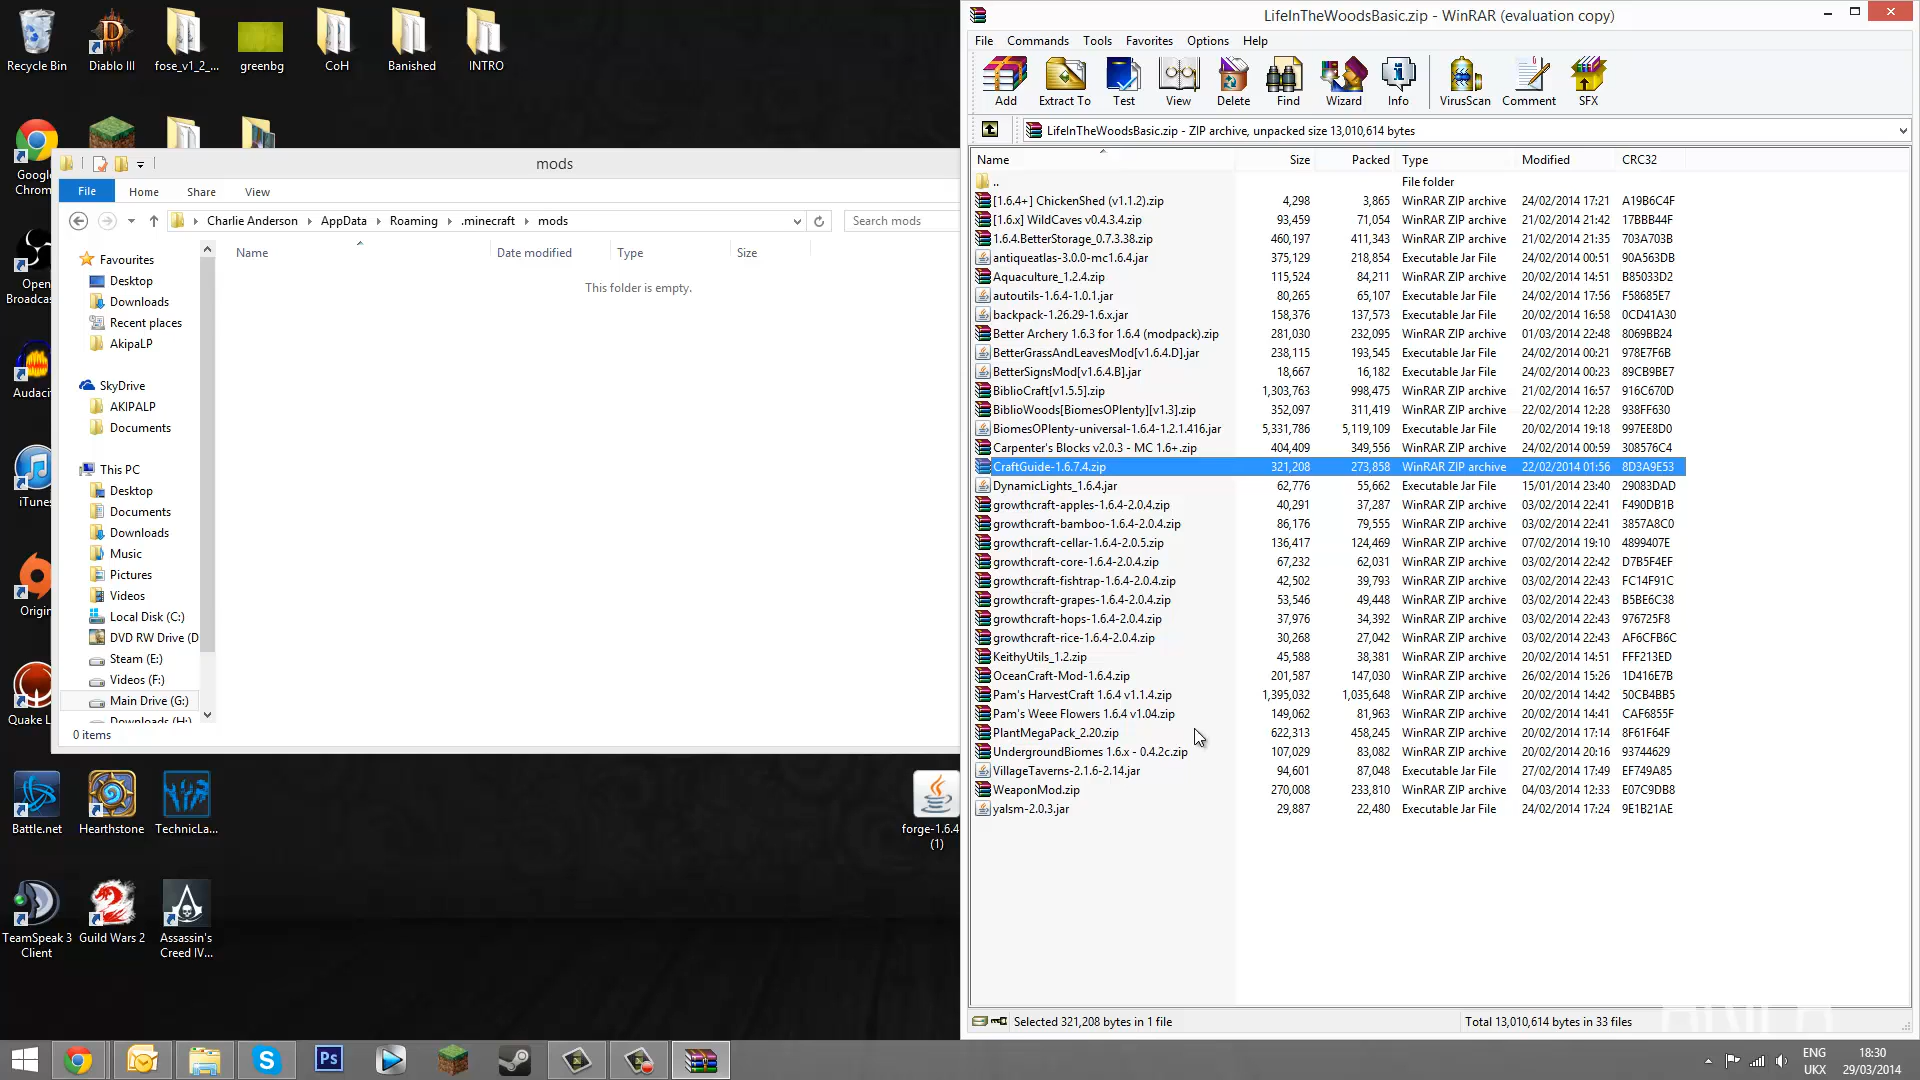 Recycle Bin
Diablo III
fose_v1_2_...
greenbg
CoH
Banished
INTRO
Google
Chrom
Open
Broadcas
Audaci
iTunes
Origin
Quake L
Battle.net
Hearthstone
TechnicLa...
TeamSpeak 3
Client
Guild Wars 2
Assassin's
Creed IV...
forge-1.6.4
(1)
mods
File
Home
Share
View
Charlie Anderson
AppData
Roaming
.minecraft
mods
Search mods
Name
Date modified
Type
Size
This folder is empty.
Favourites
Desktop
Downloads
Recent places
AkipaLP
SkyDrive
AKIPALP
Documents
This PC
Desktop
Documents
Downloads
Music
Pictures
Videos
Local Disk (C:)
DVD RW Drive (D
Steam (E:)
Videos (F:)
Main Drive (G:)
Downloads (H:)
0 items
LifeInTheWoodsBasic.zip - WinRAR (evaluation copy)
File Commands Tools Favorites Options Help
Add Extract To Test View Delete Find Wizard Info VirusScan Comment SFX
LifeInTheWoodsBasic.zip - ZIP archive, unpacked size 13,010,614 bytes
Name Size Packed Type Modified CRC32
.. File folder
[1.6.4+] ChickenShed (v1.1.2).zip 4,298 3,865 WinRAR ZIP archive 24/02/2014 17:21 A19B6C4F
[1.6.x] WildCaves v0.4.3.4.zip 93,459 71,054 WinRAR ZIP archive 21/02/2014 21:42 17BBB44F
1.6.4.BetterStorage_0.7.3.38.zip 460,197 411,343 WinRAR ZIP archive 21/02/2014 21:35 703A703B
antiqueatlas-3.0.0-mc1.6.4.jar 375,129 218,854 Executable Jar File 24/02/2014 00:51 90A563DB
Aquaculture_1.2.4.zip 115,524 84,211 WinRAR ZIP archive 20/02/2014 14:51 B85033D2
autoutils-1.6.4-1.0.1.jar 80,265 65,107 Executable Jar File 24/02/2014 17:56 F58685E7
backpack-1.26.29-1.6.x.jar 158,376 137,573 Executable Jar File 20/02/2014 16:58 0CD41A30
Better Archery 1.6.3 for 1.6.4 (modpack).zip 281,030 232,095 WinRAR ZIP archive 01/03/2014 22:48 8069BB24
BetterGrassAndLeavesMod[v1.6.4.D].jar 238,115 193,545 Executable Jar File 24/02/2014 00:21 978E7F6B
BetterSignsMod[v1.6.4.B].jar 18,667 16,182 Executable Jar File 24/02/2014 00:23 89CB9BE7
BiblioCraft[v1.5.5].zip 1,303,763 998,475 WinRAR ZIP archive 21/02/2014 16:57 916C670D
BiblioWoods[BiomesOPlenty][v1.3].zip 352,097 311,419 WinRAR ZIP archive 22/02/2014 12:28 938FF630
BiomesOPlenty-universal-1.6.4-1.2.1.416.jar 5,331,786 5,119,109 Executable Jar File 20/02/2014 19:18 997EE8D0
Carpenter's Blocks v2.0.3 - MC 1.6+.zip 404,409 349,556 WinRAR ZIP archive 24/02/2014 00:59 308576C4
CraftGuide-1.6.7.4.zip 321,208 273,858 WinRAR ZIP archive 22/02/2014 01:56 8D3A9E53
DynamicLights_1.6.4.jar 62,776 55,662 Executable Jar File 15/01/2014 23:40 29083DAD
growthcraft-apples-1.6.4-2.0.4.zip 40,291 37,287 WinRAR ZIP archive 03/02/2014 22:41 F490DB1B
growthcraft-bamboo-1.6.4-2.0.4.zip 86,176 79,555 WinRAR ZIP archive 03/02/2014 22:41 3857A8C0
growthcraft-cellar-1.6.4-2.0.5.zip 136,417 124,469 WinRAR ZIP archive 07/02/2014 19:10 4899407E
growthcraft-core-1.6.4-2.0.4.zip 67,232 62,031 WinRAR ZIP archive 03/02/2014 22:42 D7B5F4EF
growthcraft-fishtrap-1.6.4-2.0.4.zip 42,502 39,793 WinRAR ZIP archive 03/02/2014 22:43 FC14F91C
growthcraft-grapes-1.6.4-2.0.4.zip 53,546 49,448 WinRAR ZIP archive 03/02/2014 22:43 B5BE6C38
growthcraft-hops-1.6.4-2.0.4.zip 37,976 34,392 WinRAR ZIP archive 03/02/2014 22:43 976725F8
growthcraft-rice-1.6.4-2.0.4.zip 30,268 27,042 WinRAR ZIP archive 03/02/2014 22:43 AF6CFB6C
KeithyUtils_1.2.zip 45,588 38,381 WinRAR ZIP archive 20/02/2014 14:51 FFF213ED
OceanCraft-Mod-1.6.4.zip 201,587 147,030 WinRAR ZIP archive 26/02/2014 15:26 1D416E7B
Pam's HarvestCraft 1.6.4 v1.1.4.zip 1,395,032 1,035,648 WinRAR ZIP archive 20/02/2014 14:42 50CB4BB5
Pam's Weee Flowers 1.6.4 v1.04.zip 149,062 81,963 WinRAR ZIP archive 20/02/2014 14:41 CAF6855F
PlantMegaPack_2.20.zip 622,313 458,245 WinRAR ZIP archive 20/02/2014 17:14 8F61F64F
UndergroundBiomes 1.6.x - 0.4.2c.zip 107,029 83,082 WinRAR ZIP archive 20/02/2014 20:16 93744629
VillageTaverns-2.1.6-2.14.jar 94,601 87,048 Executable Jar File 27/02/2014 17:49 EF749A85
WeaponMod.zip 270,008 233,810 WinRAR ZIP archive 04/03/2014 12:33 E07C9DB8
yalsm-2.0.3.jar 29,887 22,480 Executable Jar File 24/02/2014 17:24 9E1B21AE
Selected 321,208 bytes in 1 file
Total 13,010,614 bytes in 33 files
Ps
ENG
UKX
18:30
29/03/2014